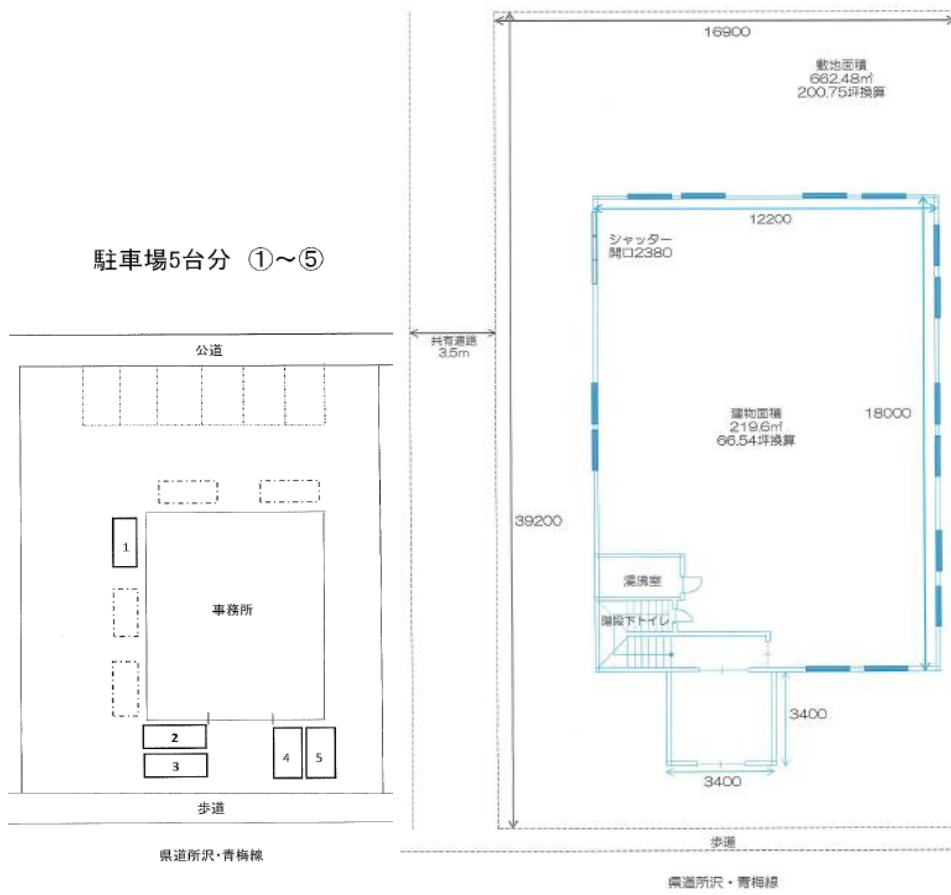 駐車場5台分 ①～⑤
公道
1
事務所
2
3
4
5
歩道
県道所沢・青梅線
16900
敷地面積
662.48㎡
200.75坪換算
12200
シャッター
開口2380
共有道路
3.5m
建物面積
219.6㎡
66.54坪換算
18000
39200
湯沸室
階段下トイレ
3400
3400
歩道
県道所沢・青梅線